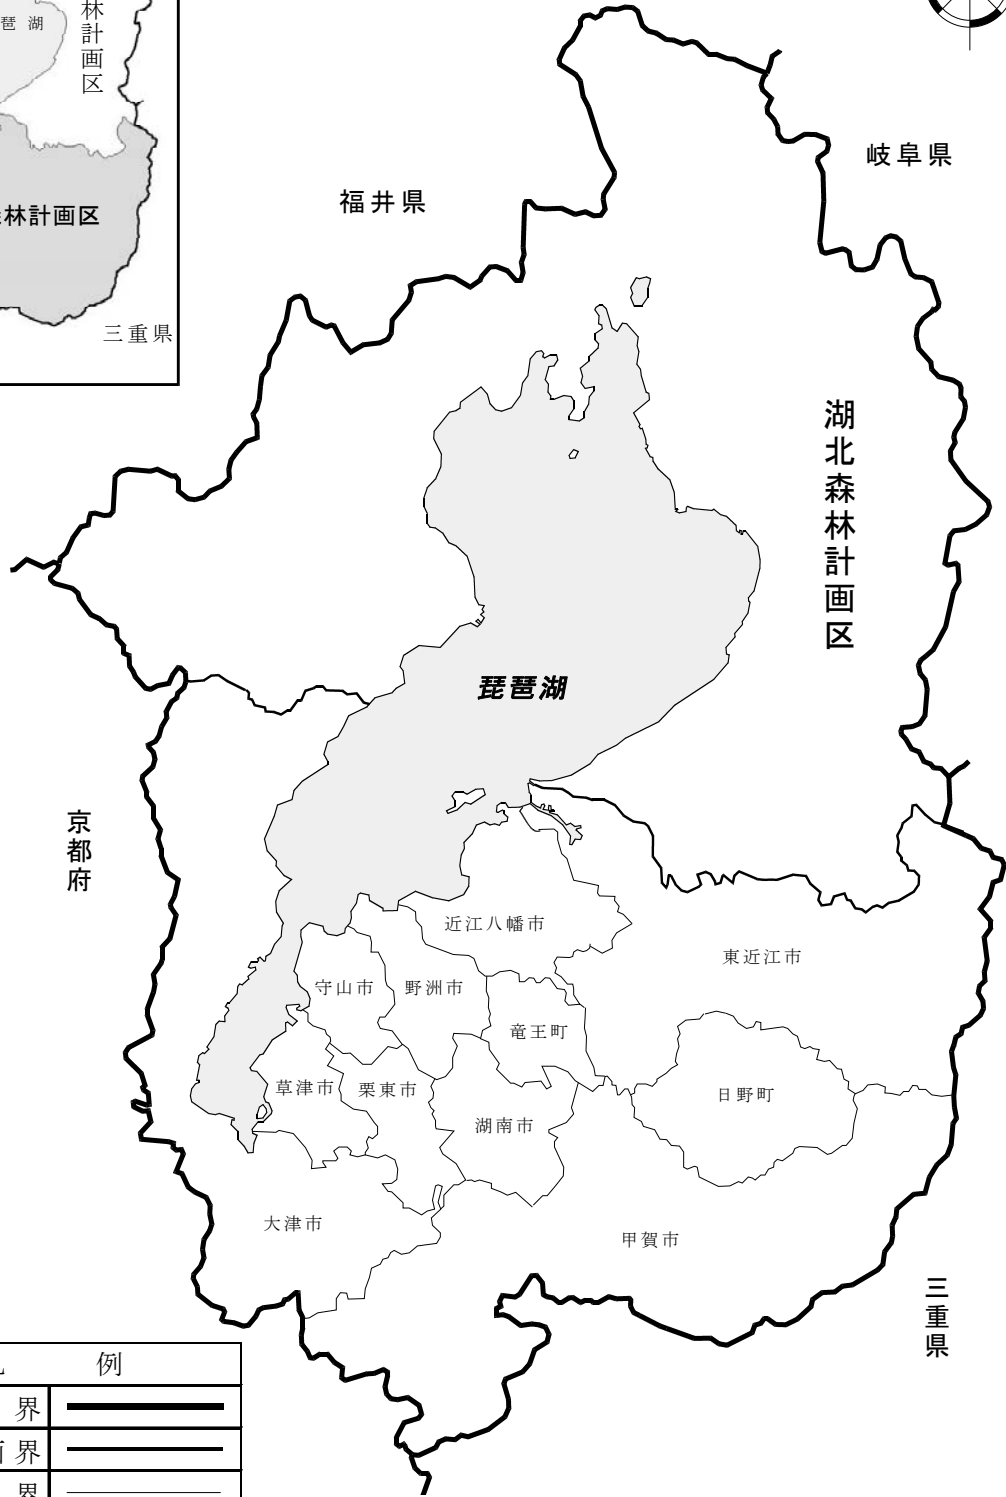 琵 湖
林計画区
林計画区
三重県
福井県
岐阜県
湖北森林計画区
琵琶湖
京都府
近江八幡市
東近江市
守山市
野洲市
竜王町
草津市
栗東市
日野町
湖南市
大津市
甲賀市
三重県
例
界
界
界